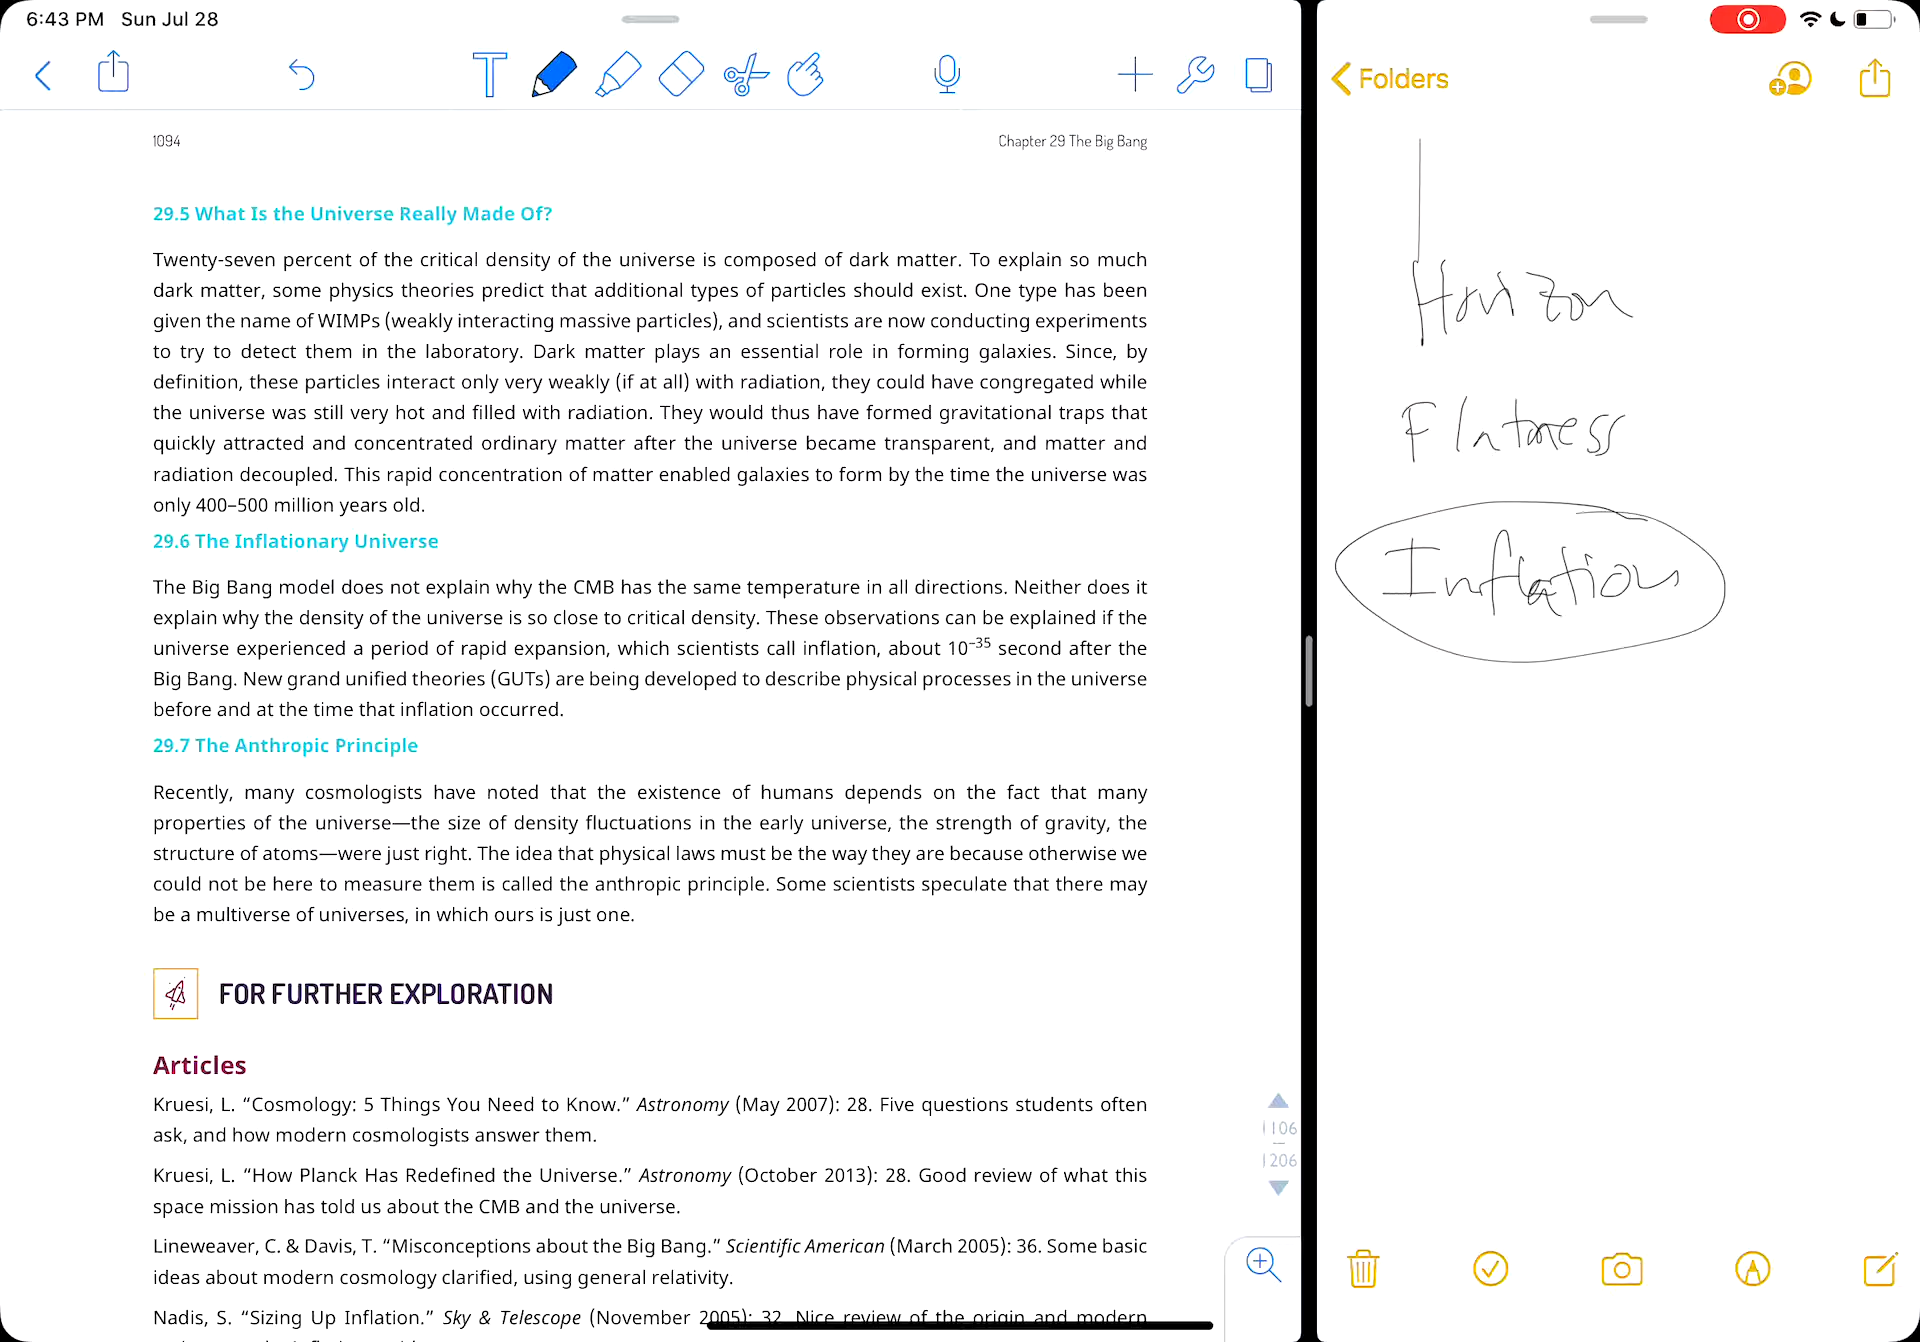 6:43 PM Sun Jul 28
1094
Chapter 29 The Big Bang
29.5 What Is the Universe Really Made Of?
Twenty-seven percent of the critical density of the universe is composed of dark matter. To explain so much
dark matter, some physics theories predict that additional types of particles should exist. One type has been
given the name of WIMPs (weakly interacting massive particles), and scientists are now conducting experiments
to try to detect them in the laboratory. Dark matter plays an essential role in forming galaxies. Since, by
definition, these particles interact only very weakly (if at all) with radiation, they could have congregated while
the universe was still very hot and filled with radiation. They would thus have formed gravitational traps that
quickly attracted and concentrated ordinary matter after the universe became transparent, and matter and
radiation decoupled. This rapid concentration of matter enabled galaxies to form by the time the universe was
only 400–500 million years old.
29.6 The Inflationary Universe
The Big Bang model does not explain why the CMB has the same temperature in all directions. Neither does it
explain why the density of the universe is so close to critical density. These observations can be explained if the
universe experienced a period of rapid expansion, which scientists call inflation, about 10⁻³⁵ second after the
Big Bang. New grand unified theories (GUTs) are being developed to describe physical processes in the universe
before and at the time that inflation occurred.
29.7 The Anthropic Principle
Recently, many cosmologists have noted that the existence of humans depends on the fact that many
properties of the universe—the size of density fluctuations in the early universe, the strength of gravity, the
structure of atoms—were just right. The idea that physical laws must be the way they are because otherwise we
could not be here to measure them is called the anthropic principle. Some scientists speculate that there may
be a multiverse of universes, in which ours is just one.
FOR FURTHER EXPLORATION
Articles
Kruesi, L. “Cosmology: 5 Things You Need to Know.” Astronomy (May 2007): 28. Five questions students often
ask, and how modern cosmologists answer them.
Kruesi, L. “How Planck Has Redefined the Universe.” Astronomy (October 2013): 28. Good review of what this
space mission has told us about the CMB and the universe.
Lineweaver, C. & Davis, T. “Misconceptions about the Big Bang.” Scientific American (March 2005): 36. Some basic
ideas about modern cosmology clarified, using general relativity.
Nadis, S. “Sizing Up Inflation.” Sky & Telescope (November 2005): 32. Nice review of the origin and modern
1106
1206
Folders
Horizon
Flatness
Inflation